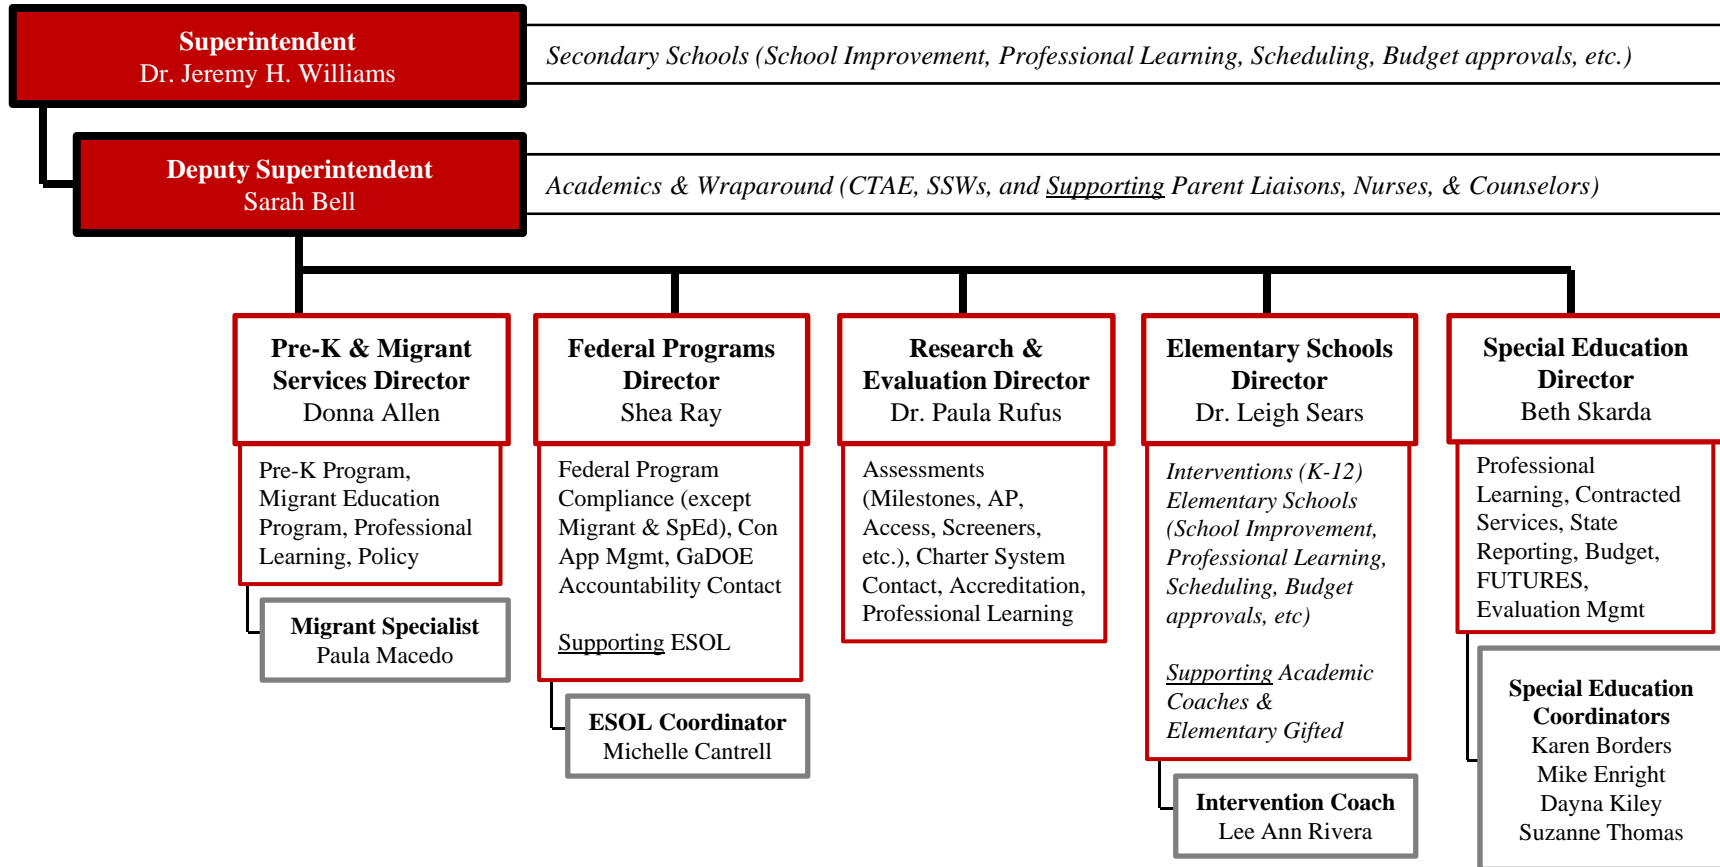 Superintendent
Dr. Jeremy H. Williams
Secondary Schools (School Improvement, Professional Learning, Scheduling, Budget approvals, etc.)
Deputy Superintendent
Sarah Bell
Academics & Wraparound (CTAE, SSWs, and Supporting Parent Liaisons, Nurses, & Counselors)
Pre-K & Migrant
Services Director
Donna Allen
Pre-K Program,
Migrant Education
Program, Professional
Learning, Policy
Migrant Specialist
Paula Macedo
Federal Programs
Director
Shea Ray
Federal Program
Compliance (except
Migrant & SpEd), Con
App Mgmt, GaDOE
Accountability Contact
Supporting ESOL
ESOL Coordinator
Michelle Cantrell
Research &
Evaluation Director
Dr. Paula Rufus
Assessments
(Milestones, AP,
Access, Screeners,
etc.), Charter System
Contact, Accreditation,
Professional Learning
Elementary Schools
Director
Dr. Leigh Sears
Interventions (K-12)
Elementary Schools
(School Improvement,
Professional Learning,
Scheduling, Budget
approvals, etc)
Supporting Academic
Coaches &
Elementary Gifted
Intervention Coach
Lee Ann Rivera
Special Education
Director
Beth Skarda
Professional
Learning, Contracted
Services, State
Reporting, Budget,
FUTURES,
Evaluation Mgmt
Special Education
Coordinators
Karen Borders
Mike Enright
Dayna Kiley
Suzanne Thomas